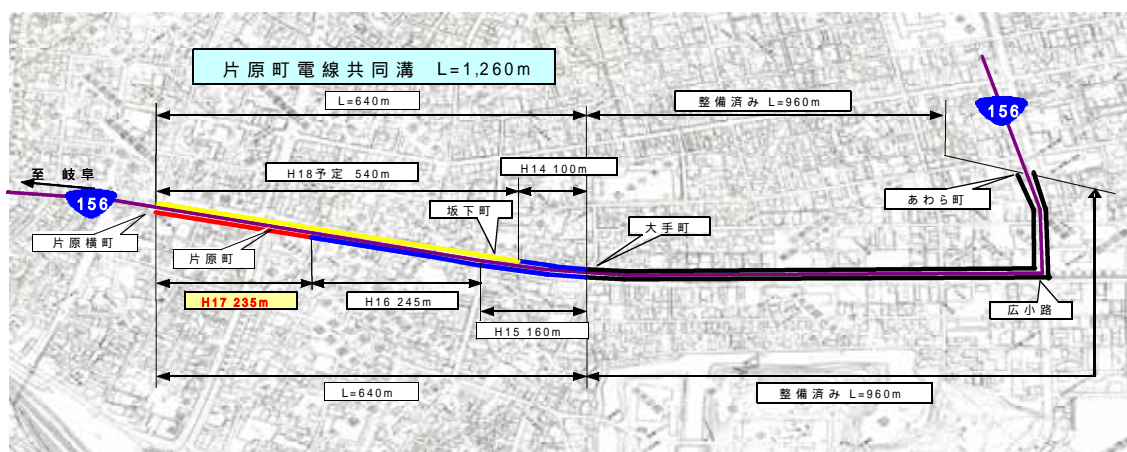 片原町電線共同溝 L=1,260m
L=640m
整備済み L=960m
156
H14 100m
H18予定 540m
至 岐阜
156
あわら町
坂下町
大手町
片原横町
片原町
H17 235m
H16 245m
広小路
H15 160m
L=640m
整備済み L=960m